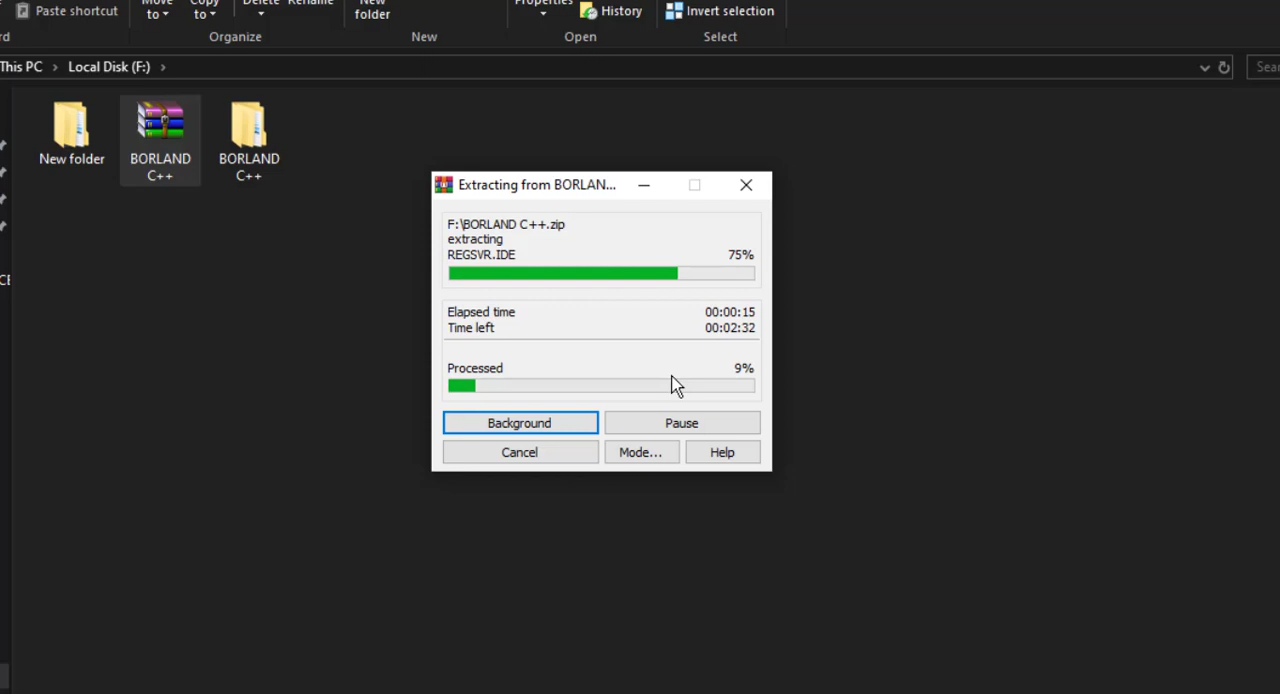 Paste shortcut
Move to
Copy to
Delete
Rename
New folder
Properties
History
Invert selection
Organize
New
Open
Select
This PC > Local Disk (F:) >
New folder
BORLAND C++
BORLAND C++
Extracting from BORLAN...
F:\BORLAND C++.zip
extracting
REGSVR.IDE 75%
Elapsed time 00:00:15
Time left 00:02:32
Processed 9%
Background Pause
Cancel Mode... Help